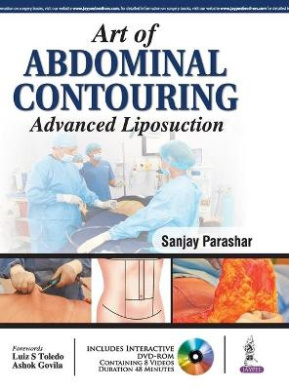 Art of
ABDOMINAL
CONTOURING
Advanced Liposuction
Sanjay Parashar
Forewords
Luiz S Toledo
Ashok Govila
INCLUDES INTERACTIVE
DVD-ROM
CONTAINING 8 VIDEOS
DURATION 48 MINUTES
JAYPEE